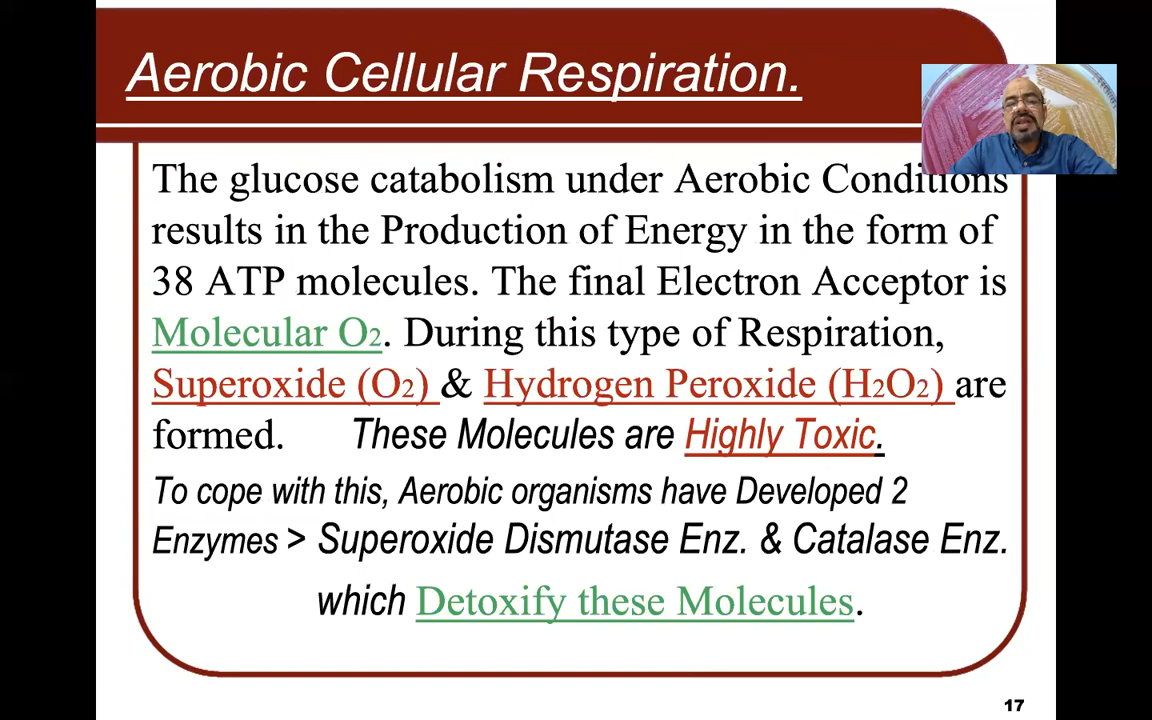 Aerobic Cellular Respiration.
The glucose catabolism under Aerobic Conditions
results in the Production of Energy in the form of
38 ATP molecules. The final Electron Acceptor is
Molecular O2. During this type of Respiration,
Superoxide (O2) & Hydrogen Peroxide (H2O2) are
formed. These Molecules are Highly Toxic.
To cope with this, Aerobic organisms have Developed 2
Enzymes > Superoxide Dismutase Enz. & Catalase Enz.
which Detoxify these Molecules.
17